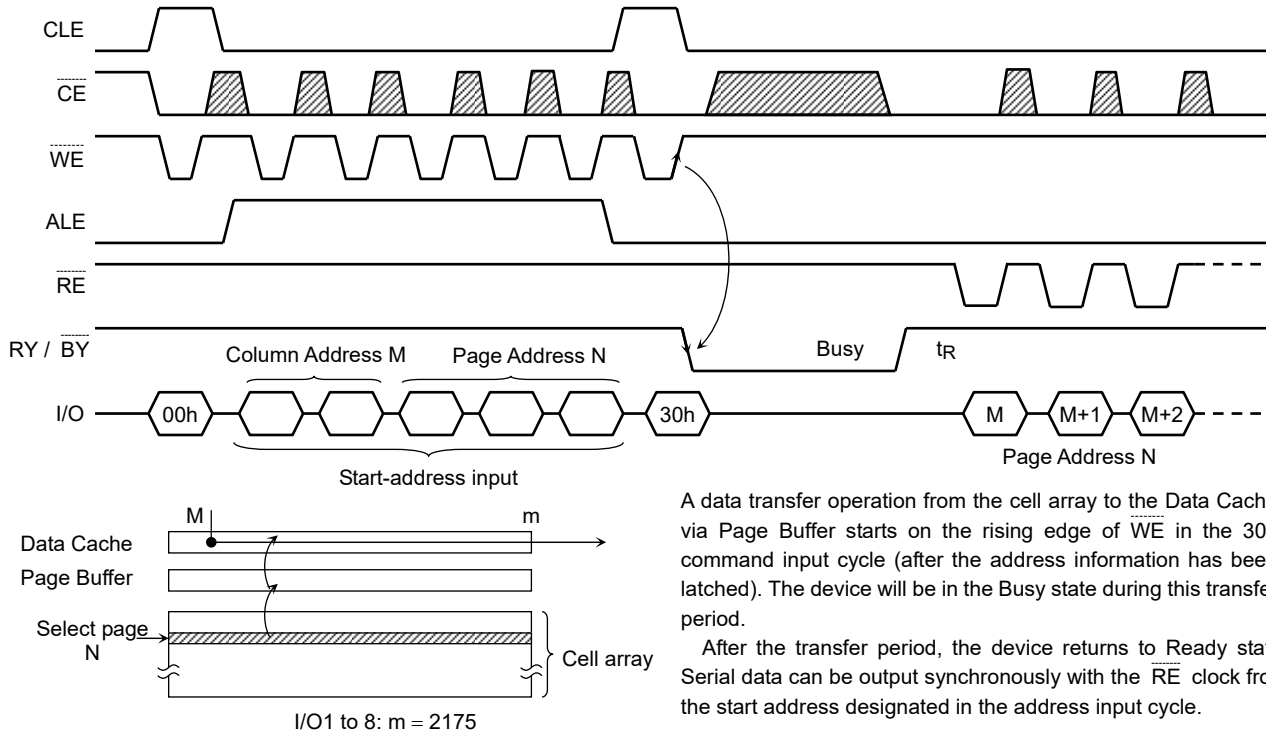 CLE
CE
WE
ALE
RE
RY / BY
Busy
tR
Column Address M
Page Address N
I/O
00h
30h
M
M+1
M+2
Page Address N
Start-address input
M
m
Data Cache
Page Buffer
Select page
N
Cell array
I/O1 to 8: m = 2175
A data transfer operation from the cell array to the Data Cach
via Page Buffer starts on the rising edge of WE in the 30
command input cycle (after the address information has bee
latched). The device will be in the Busy state during this transfe
period.
After the transfer period, the device returns to Ready stat
Serial data can be output synchronously with the RE clock fro
the start address designated in the address input cycle.